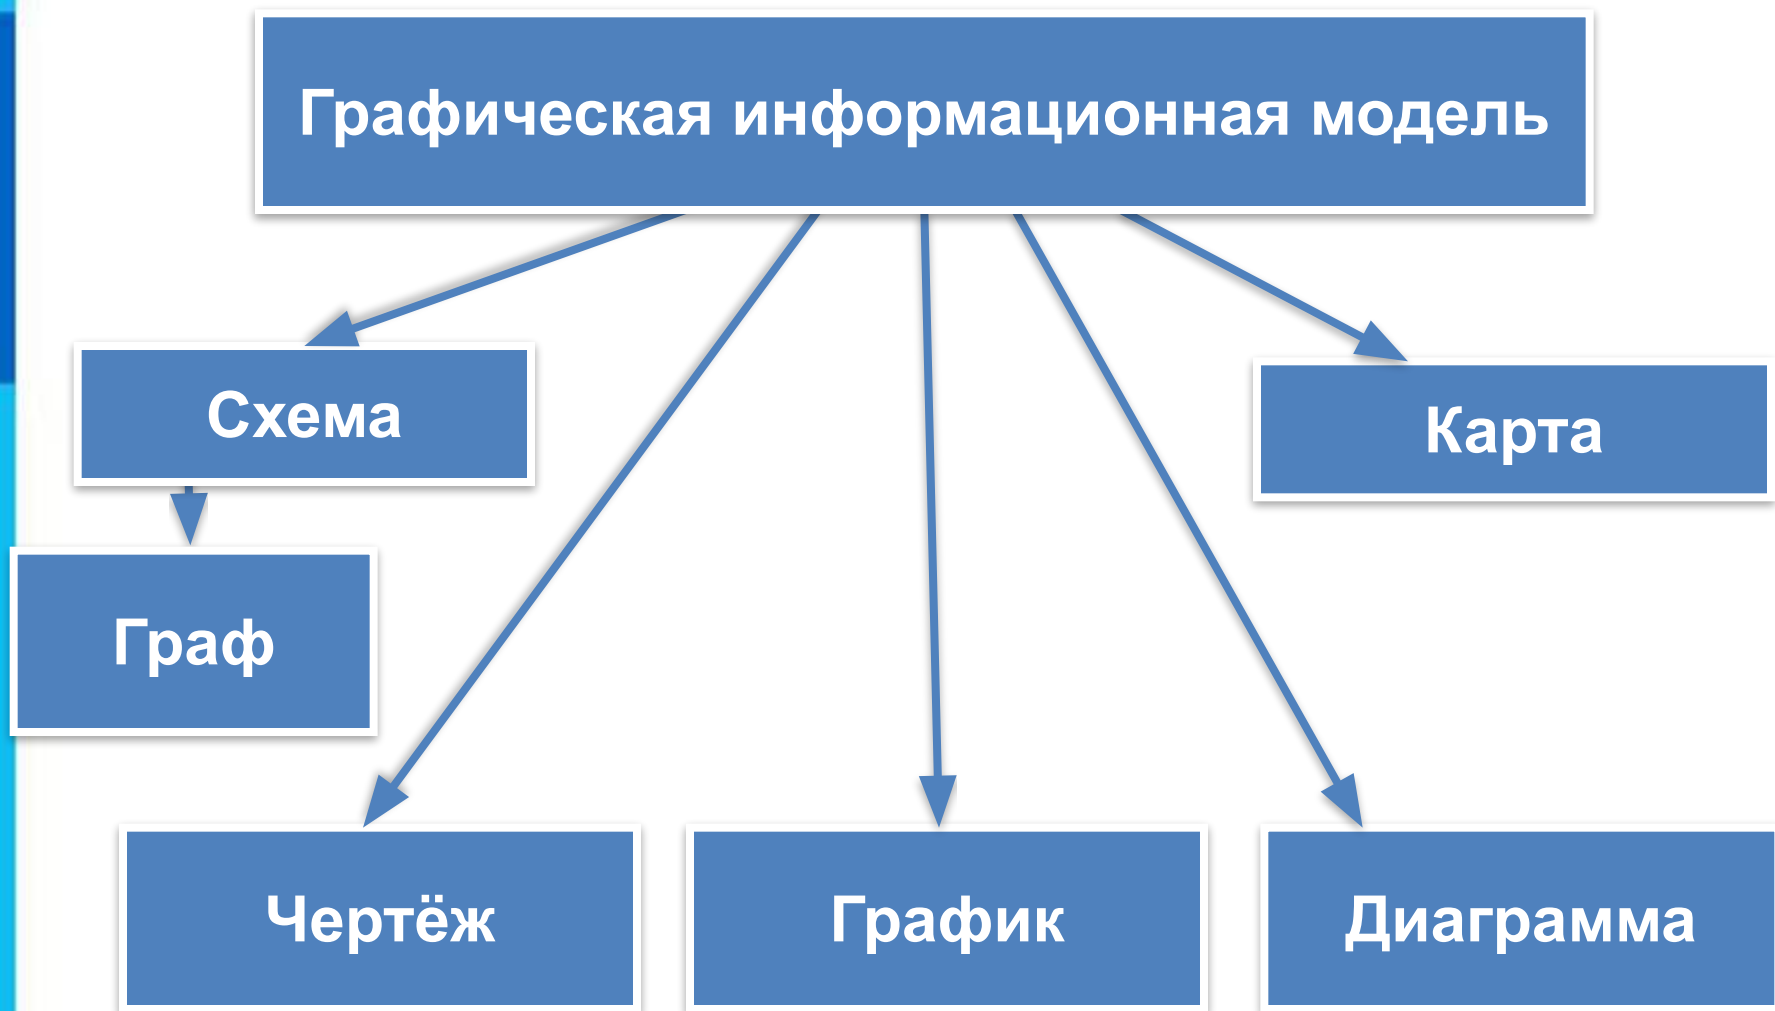 Графическая информационная модель
Схема
Карта
Граф
Чертёж
График
Диаграмма